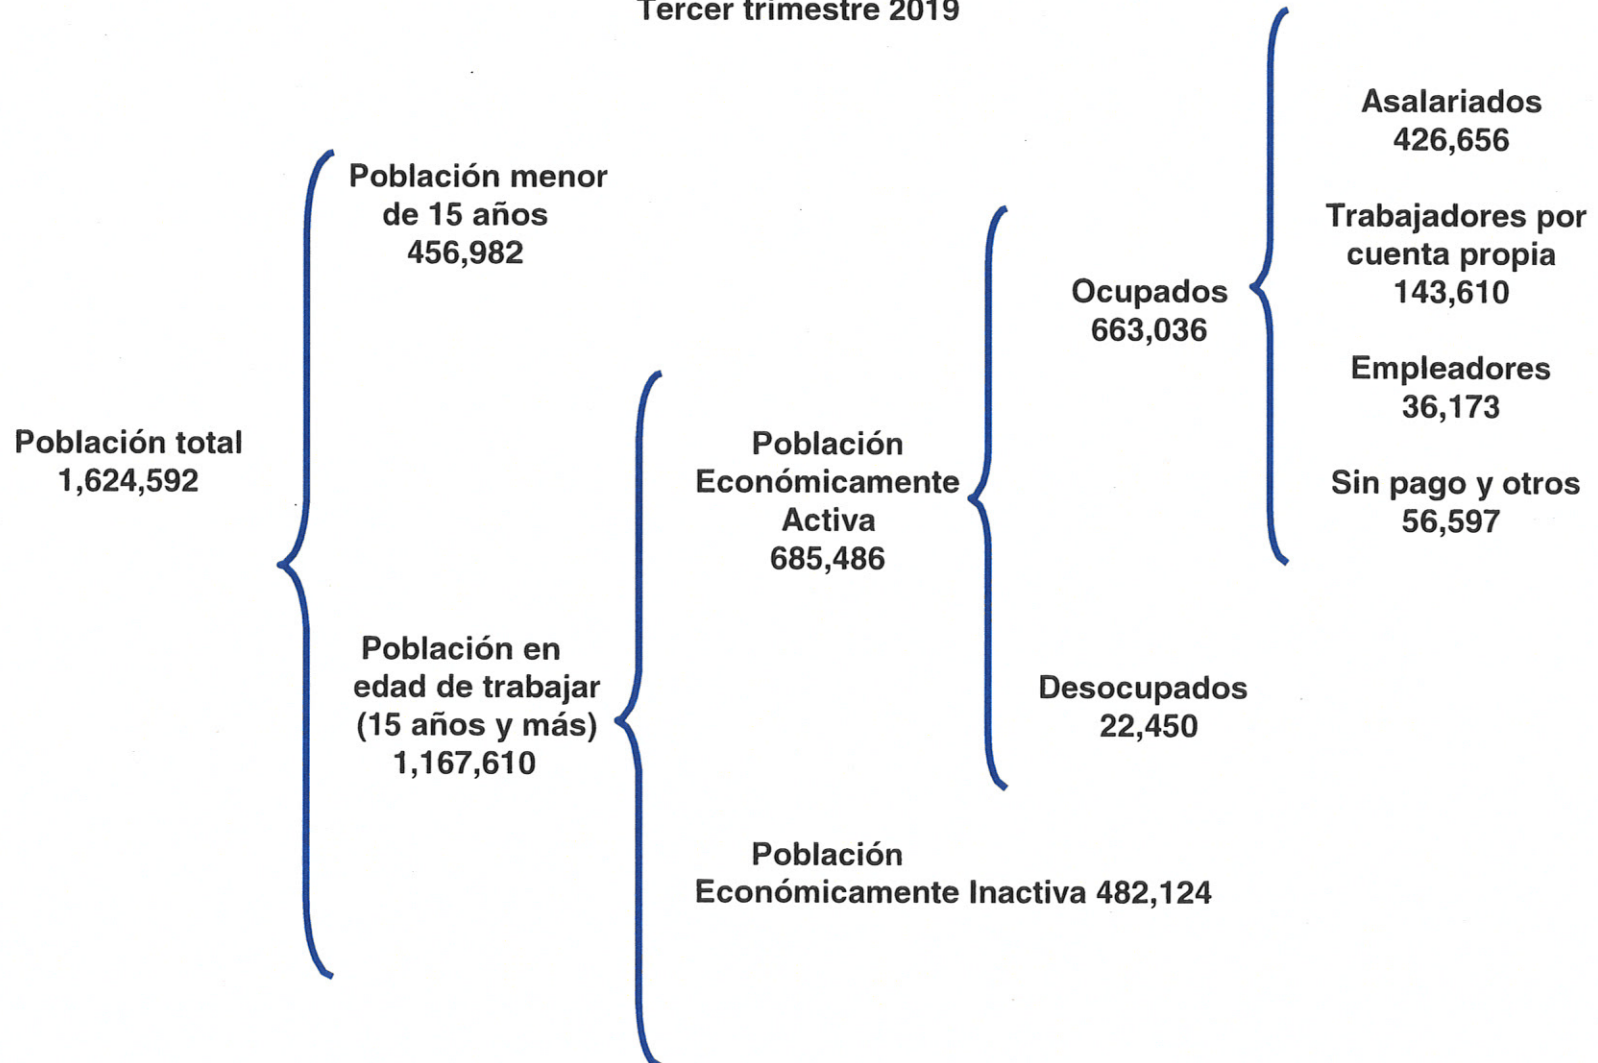 Tercer trimestre 2019
Población total
1,624,592
Población menor
de 15 años
456,982
Población en
edad de trabajar
(15 años y más)
1,167,610
Población
Económicamente
Activa
685,486
Población
Económicamente Inactiva 482,124
Ocupados
663,036
Desocupados
22,450
Asalariados
426,656
Trabajadores por
cuenta propia
143,610
Empleadores
36,173
Sin pago y otros
56,597